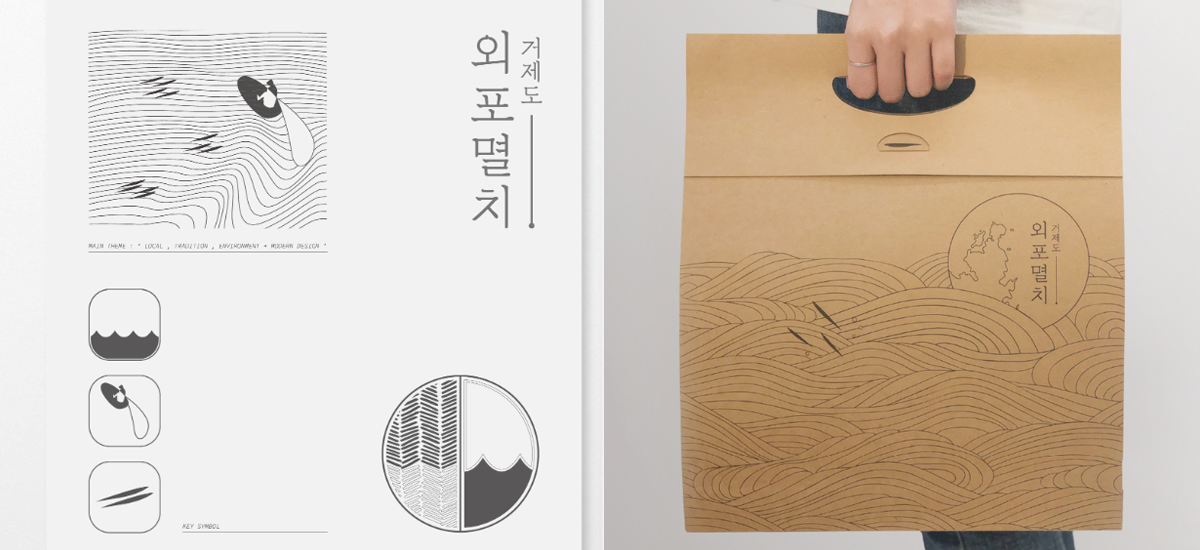 거제도
외포멸치
MAIN THEME : " LOCAL , TRADITION , ENVIRONMENT + MODERN DESIGN "
KEY SYMBOL
거제도
외포멸치